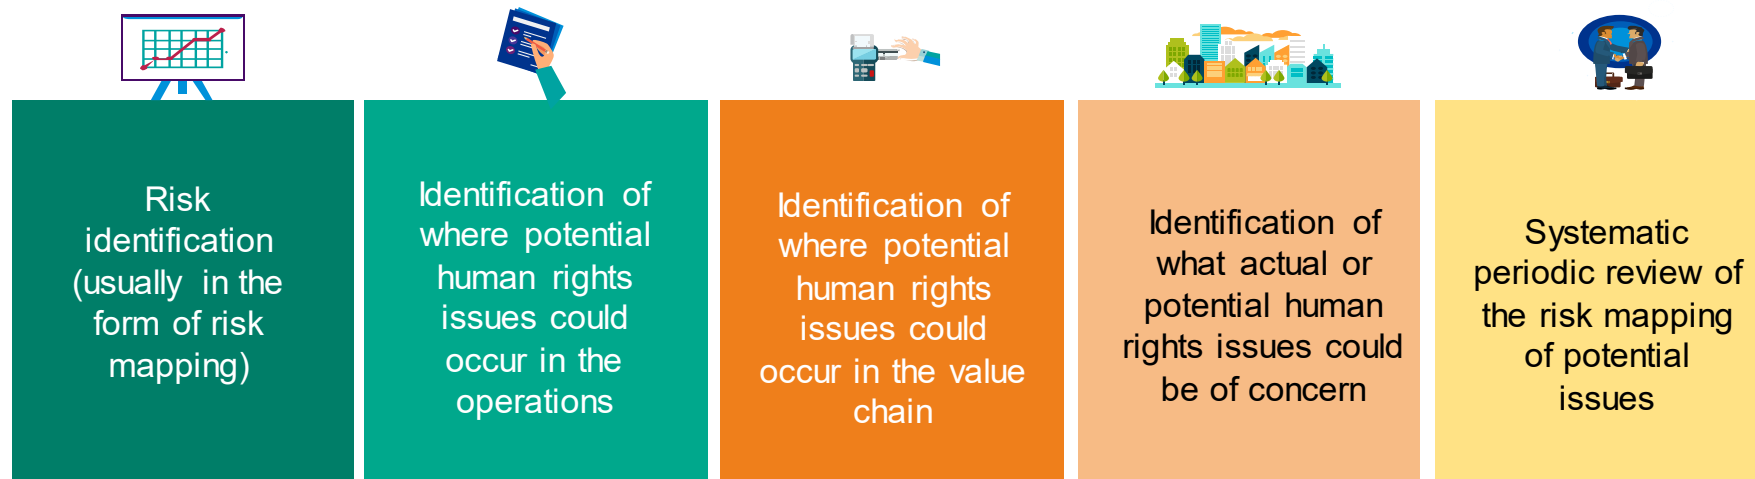 Risk
identification
(usually in the
form of risk
mapping)
Identification of
where potential
human rights
issues could
occur in the
operations
Identification of
where potential
human rights
issues could
occur in the value
chain
Identification of
what actual or
potential human
rights issues could
be of concern
Systematic
periodic review of
the risk mapping
of potential
issues